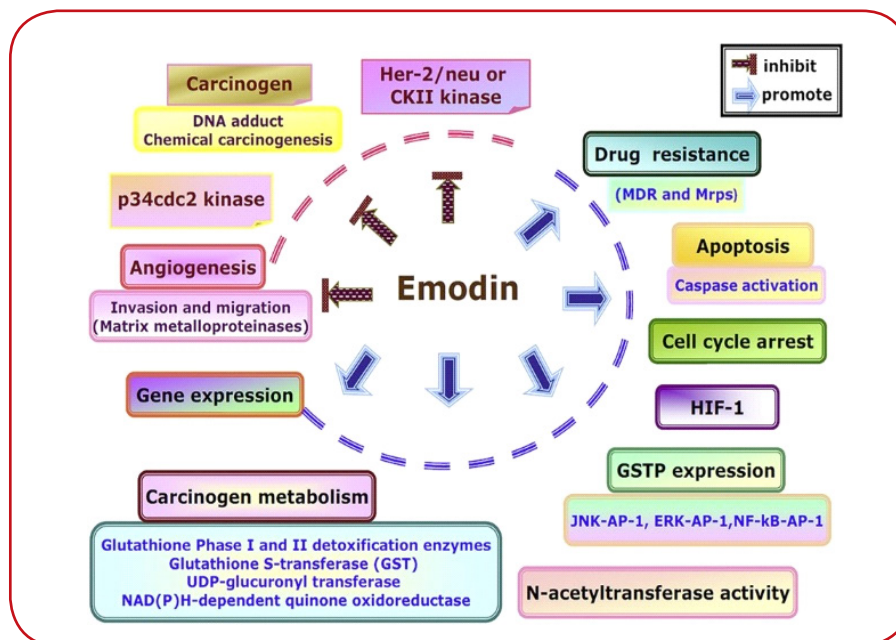 Carcinogen
DNA adduct
Chemical carcinogenesis
Her-2/neu or
CKII kinase
inhibit
promote
p34cdc2 kinase
Drug resistance
(MDR and Mrps)
Angiogenesis
Invasion and migration
(Matrix metalloproteinases)
Emodin
Apoptosis
Caspase activation
Cell cycle arrest
Gene expression
HIF-1
GSTP expression
JNK-AP-1, ERK-AP-1,NF-kB-AP-1
Carcinogen metabolism
Glutathione Phase I and II detoxification enzymes
Glutathione S-transferase (GST)
UDP-glucuronyl transferase
NAD(P)H-dependent quinone oxidoreductase
N-acetyltransferase activity